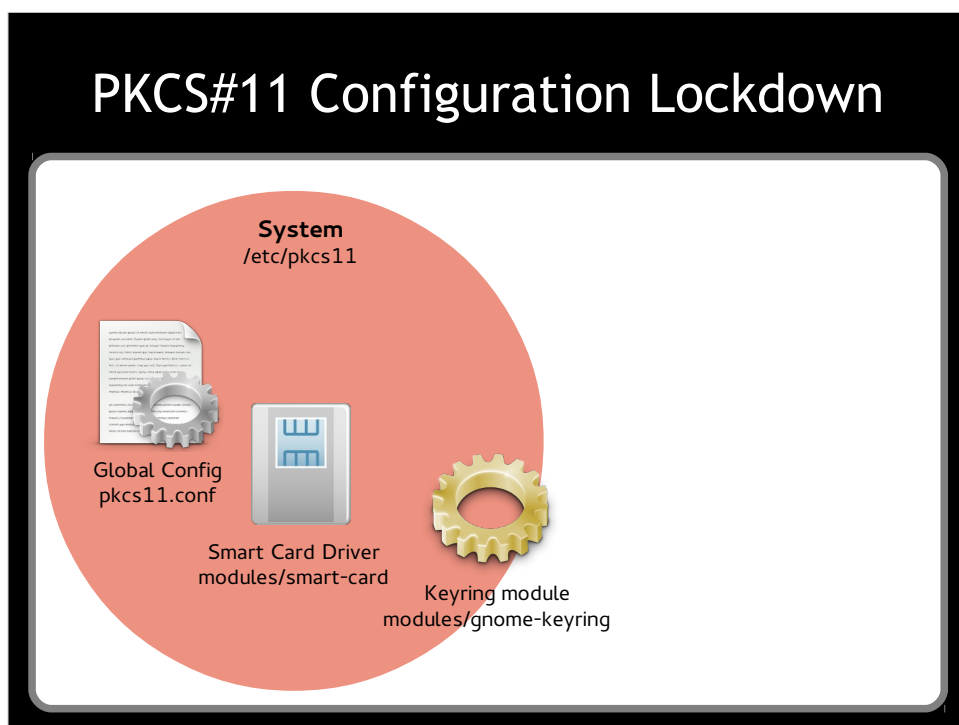 PKCS#11 Configuration Lockdown
System
/etc/pkcs11
Global Config
pkcs11.conf
Smart Card Driver
modules/smart-card
Keyring module
modules/gnome-keyring